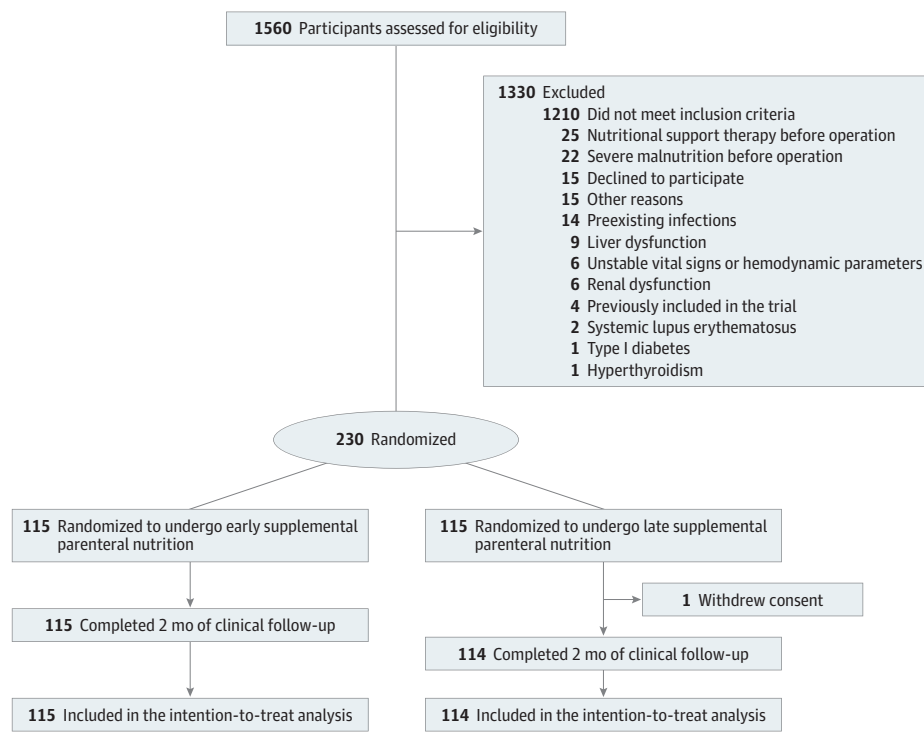 1560 Participants assessed for eligibility
1330 Excluded
1210 Did not meet inclusion criteria
25 Nutritional support therapy before operation
22 Severe malnutrition before operation
15 Declined to participate
15 Other reasons
14 Preexisting infections
9 Liver dysfunction
6 Unstable vital signs or hemodynamic parameters
6 Renal dysfunction
4 Previously included in the trial
2 Systemic lupus erythematosus
1 Type I diabetes
1 Hyperthyroidism
230 Randomized
115 Randomized to undergo early supplemental
parenteral nutrition
115 Randomized to undergo late supplemental
parenteral nutrition
1 Withdrew consent
115 Completed 2 mo of clinical follow-up
114 Completed 2 mo of clinical follow-up
115 Included in the intention-to-treat analysis
114 Included in the intention-to-treat analysis